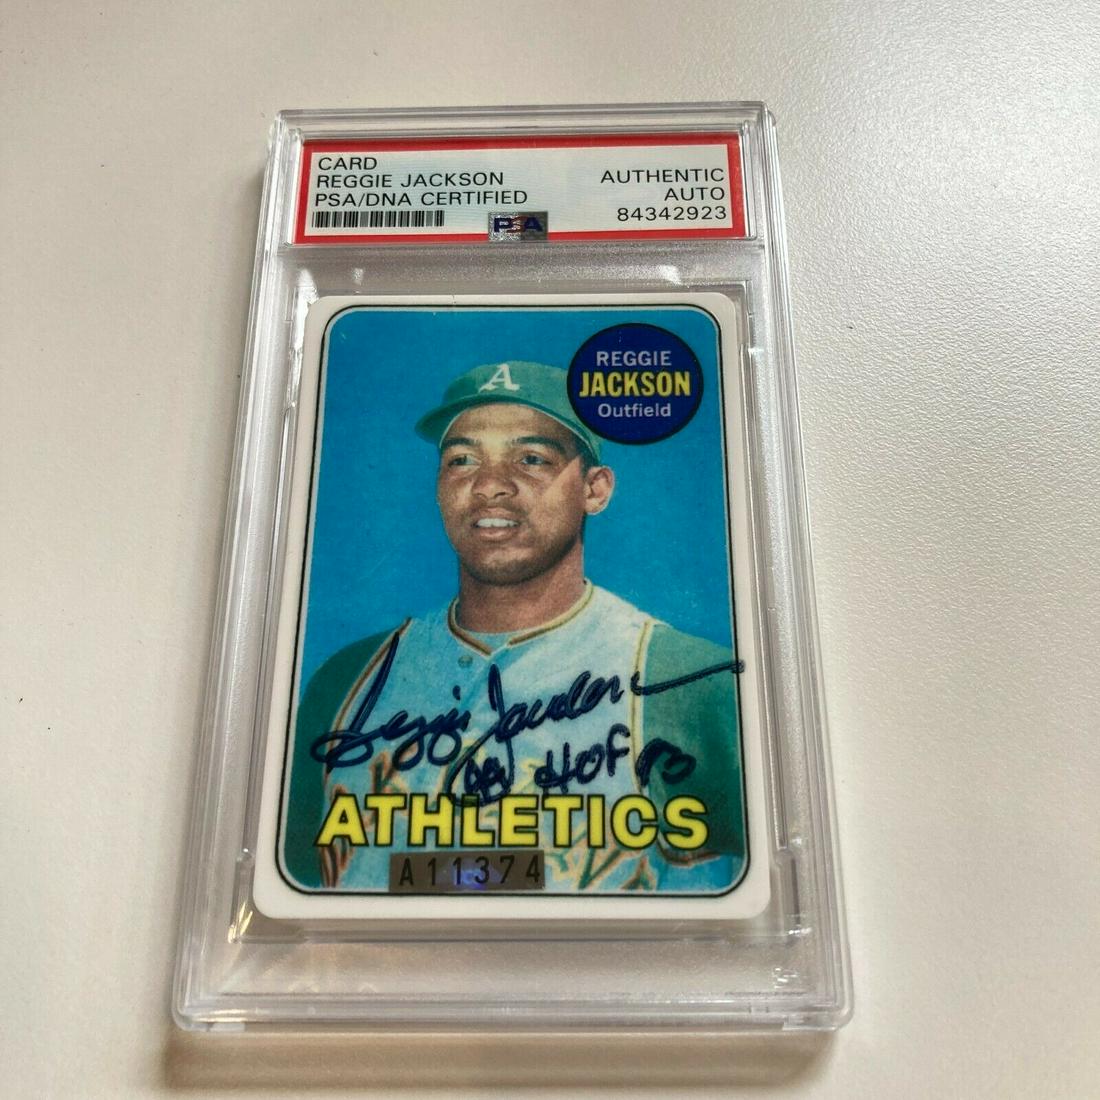 CARD
REGGIE JACKSON
PSA/DNA CERTIFIED
AUTHENTIC
AUTO
84342923
PSA
A
REGGIE
JACKSON
Outfield
Reggie Jackson
HOF 93
ATHLETICS
A11374